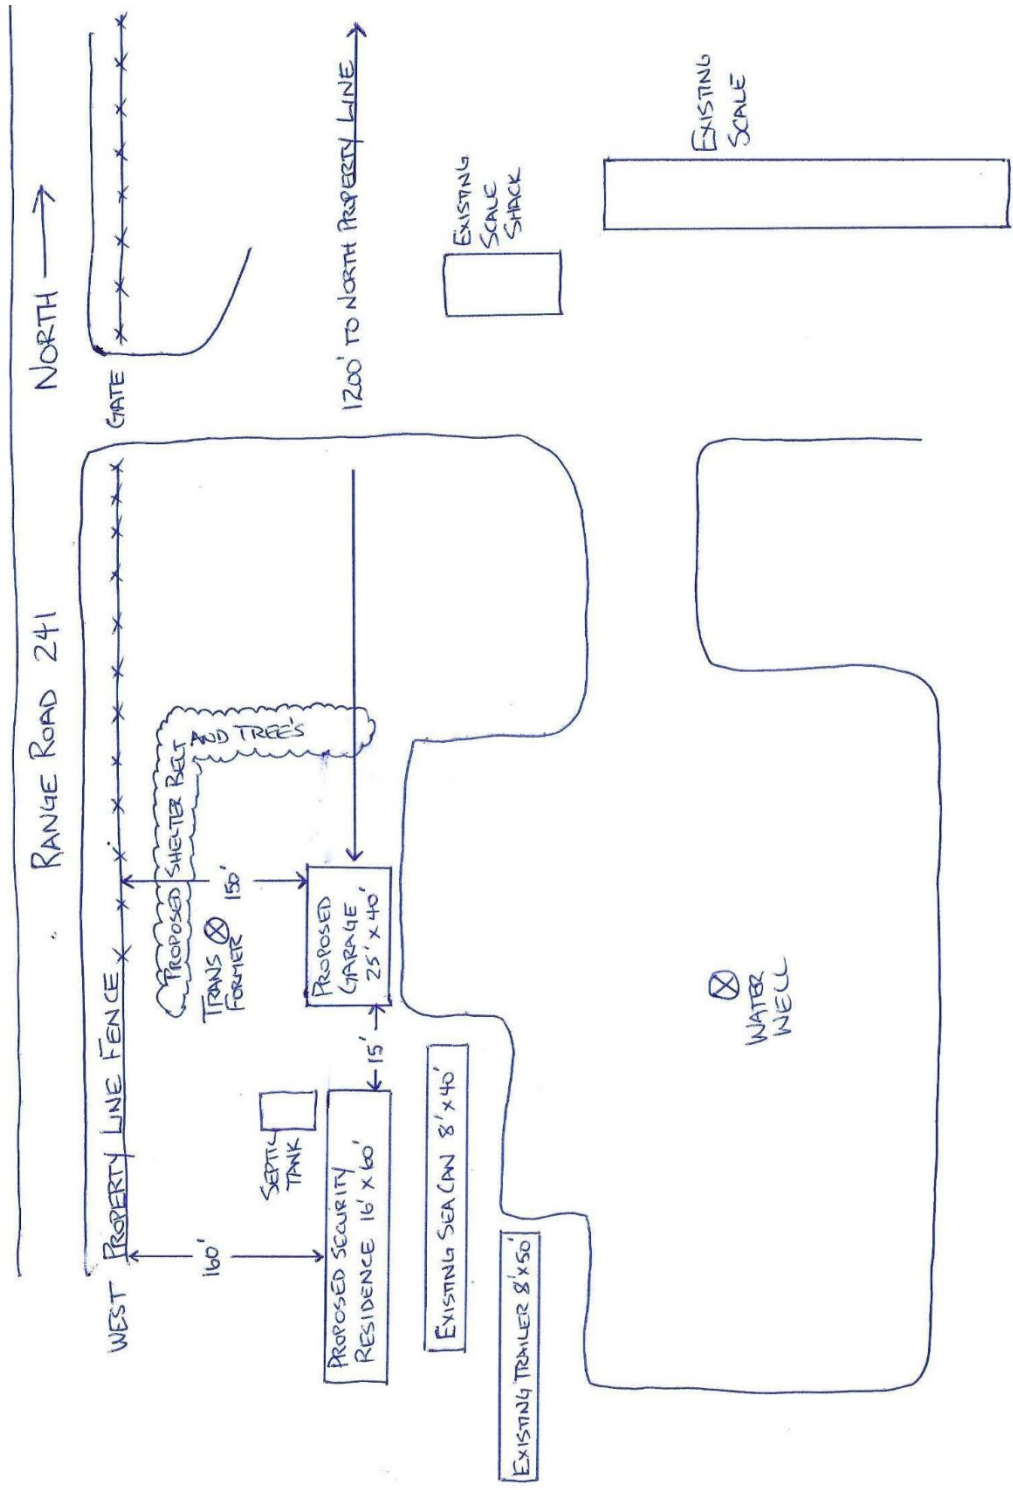 RANGE ROAD 241
NORTH
WEST PROPERTY LINE FENCE
GATE
PROPOSED SHELTER BELT
AND TREE'S
TRANS
FORMER
150'
160'
1200' TO NORTH PROPERTY LINE
SEPTIC
TANK
PROPOSED
GARAGE
25' x 40'
15'
PROPOSED SECURITY
RESIDENCE 16' x 60'
EXISTING SEA CAN 8' x 40'
EXISTING TRAILER 8' x 50'
EXISTING
SCALE
SHACK
EXISTING
SCALE
WATER
WELL